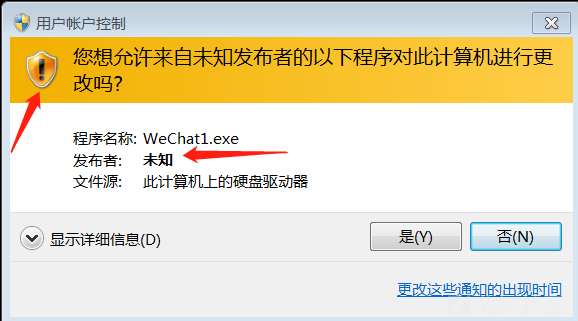 用户帐户控制
您想允许来自未知发布者的以下程序对此计算机进行更
改吗?
程序名称: WeChat1.exe
发布者: 未知
文件源: 此计算机上的硬盘驱动器
显示详细信息(D)
是(Y)
否(N)
更改这些通知的出现时间